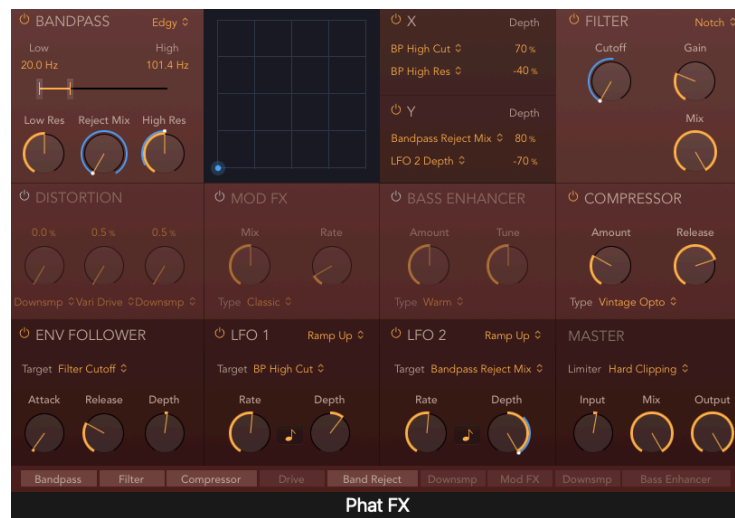 BANDPASS Edgy
Low High
20.0 Hz 101.4 Hz
Low Res Reject Mix High Res
X Depth
BP High Cut 70 %
BP High Res -40 %
Y Depth
Bandpass Reject Mix 80 %
LFO 2 Depth -70 %
FILTER Notch
Cutoff Gain
Mix
DISTORTION
0.0 % 0.5 % 0.5 %
Downsmp Vari Drive Downsmp
MOD FX
Mix Rate
Type Classic
BASS ENHANCER
Amount Tune
Type Warm
COMPRESSOR
Amount Release
Type Vintage Opto
ENV FOLLOWER
Target Filter Cutoff
Attack Release Depth
LFO 1 Ramp Up
Target BP High Cut
Rate Depth
LFO 2 Ramp Up
Target Bandpass Reject Mix
Rate Depth
MASTER
Limiter Hard Clipping
Input Mix Output
Bandpass Filter Compressor Drive Band Reject Downsmp Mod FX Downsmp Bass Enhancer
Phat FX